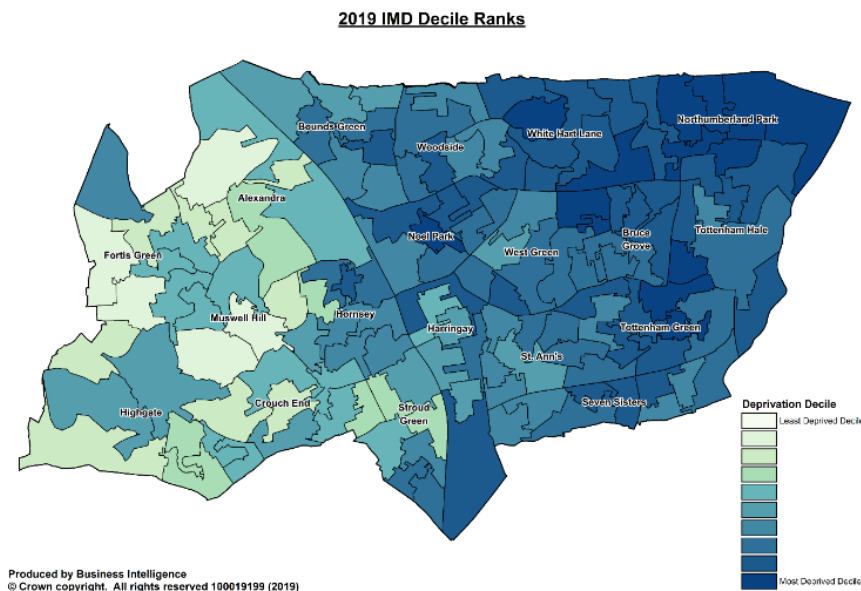 2019 IMD Decile Ranks
Northumberland Park
Bounds Green
White Hart Lane
Woodside
Alexandra
Tottenham Hale
Bruce
Grove
Noel Park
West Green
Fortis Green
Muswell Hill
Hornsey
Harringay
Tottenham Green
St. Ann's
Seven Sisters
Crouch End
Stroud
Green
Highgate
Deprivation Decile
Least Deprived Decile
Most Deprived Decile
Produced by Business Intelligence
© Crown copyright. All rights reserved 100019199 (2019)